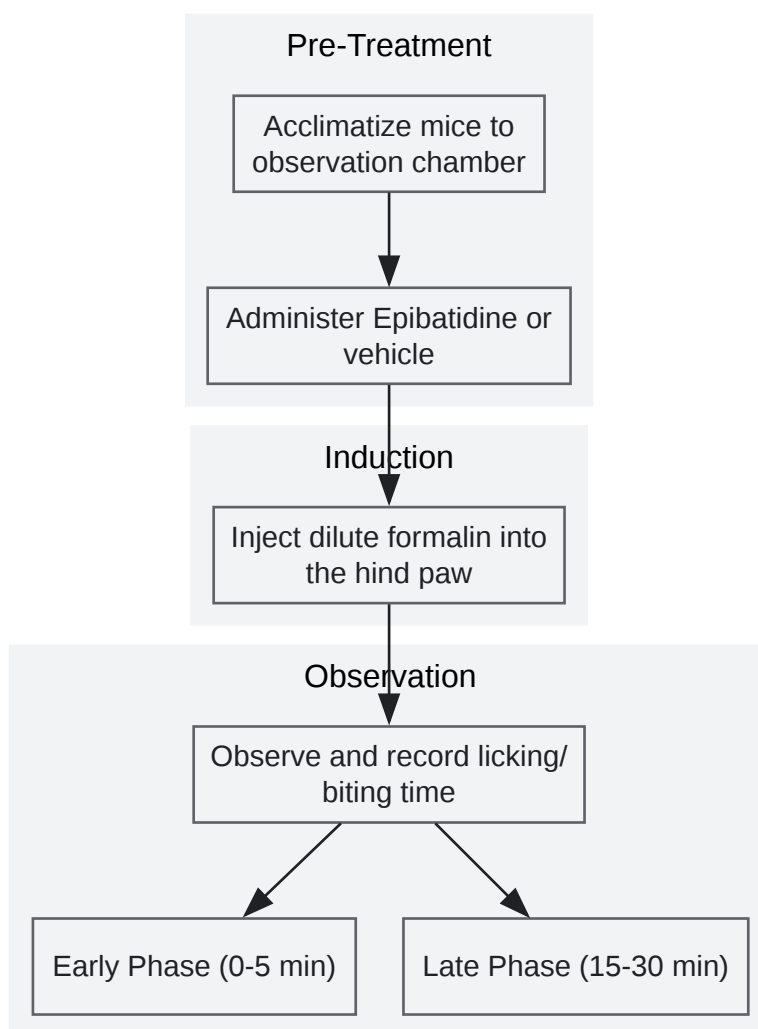 Pre-Treatment
Acclimatize mice to
observation chamber
Administer Epibatidine or
vehicle
Induction
Inject dilute formalin into
the hind paw
Observation
Observe and record licking/
biting time
Early Phase (0-5 min)
Late Phase (15-30 min)